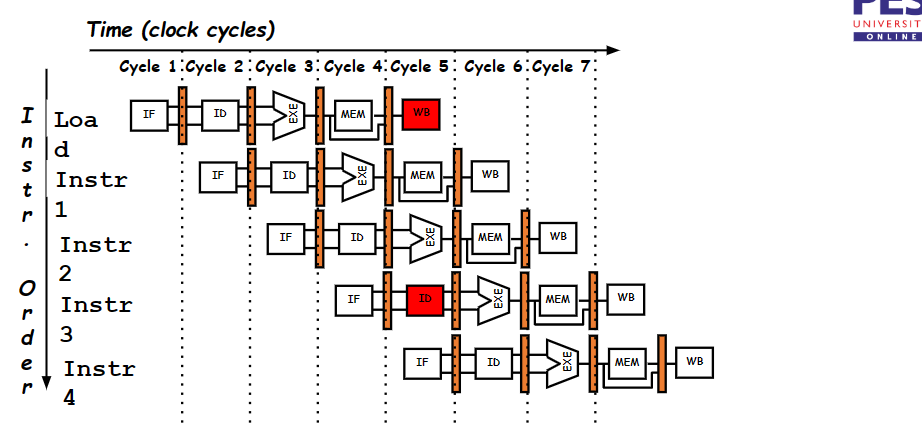 PES
UNIVERSITY
ONLINE
Time (clock cycles)
Cycle 1 Cycle 2 Cycle 3 Cycle 4 Cycle 5 Cycle 6 Cycle 7
Instr. Order
Loa
d
IF ID EXE MEM WB
Instr
1
IF ID EXE MEM WB
Instr
2
IF ID EXE MEM WB
Instr
3
IF ID EXE MEM WB
Instr
4
IF ID EXE MEM WB